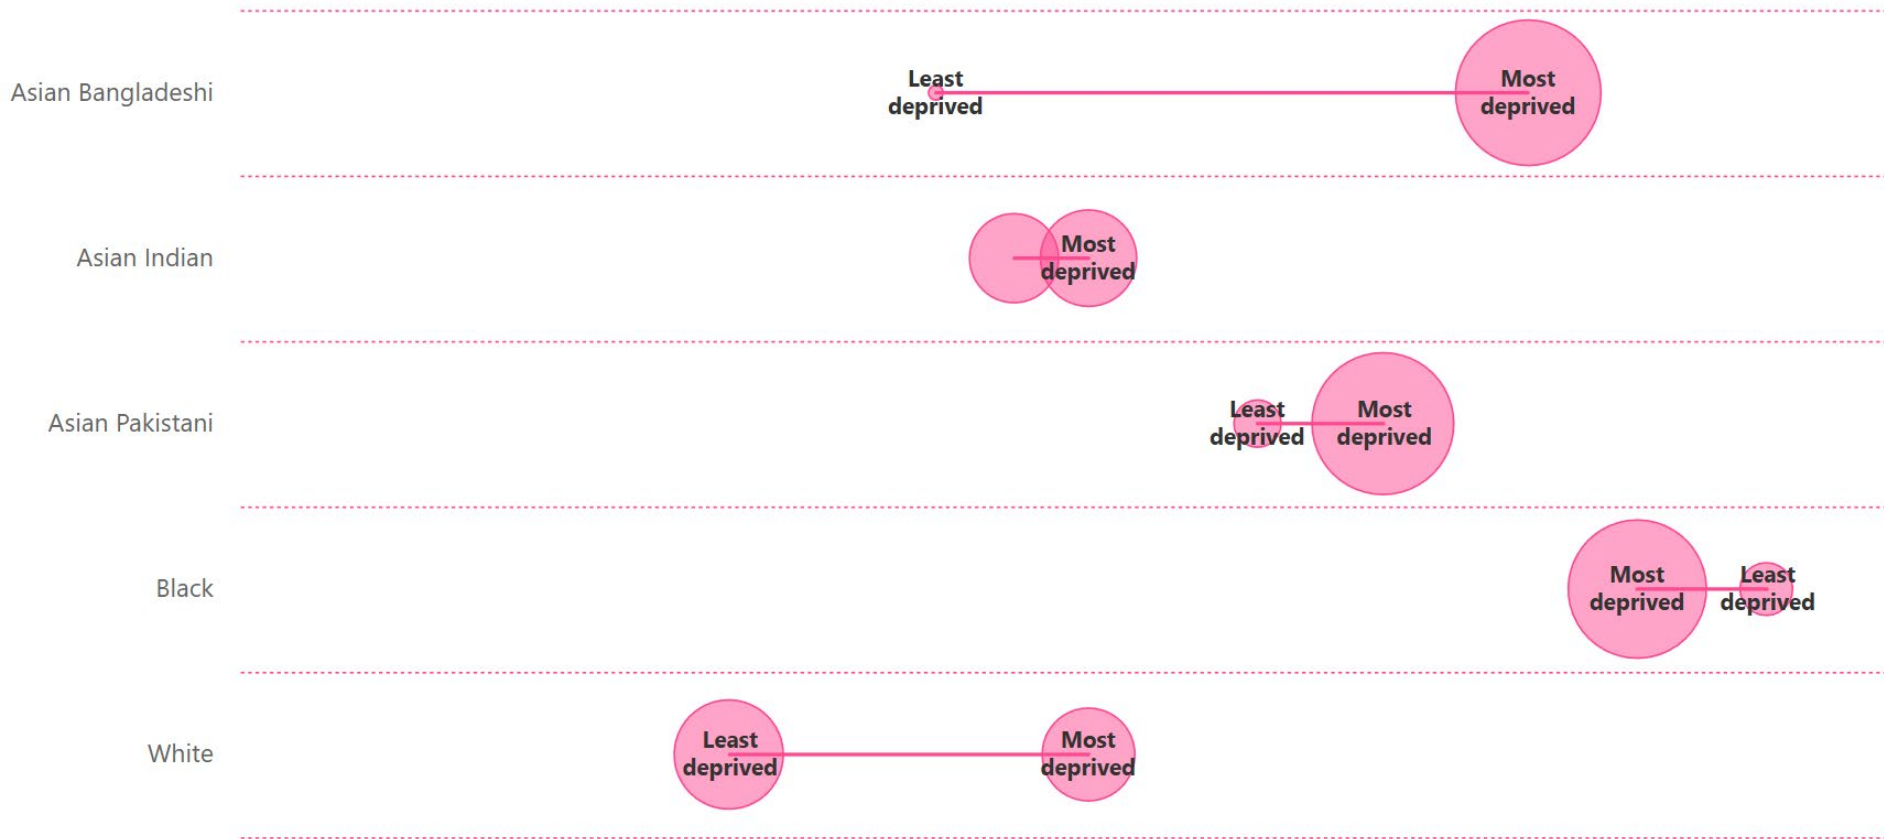 Asian Bangladeshi
Least
deprived
Most
deprived
Asian Indian
Most
deprived
Asian Pakistani
Least
deprived
Most
deprived
Black
Most
deprived
Least
deprived
White
Least
deprived
Most
deprived